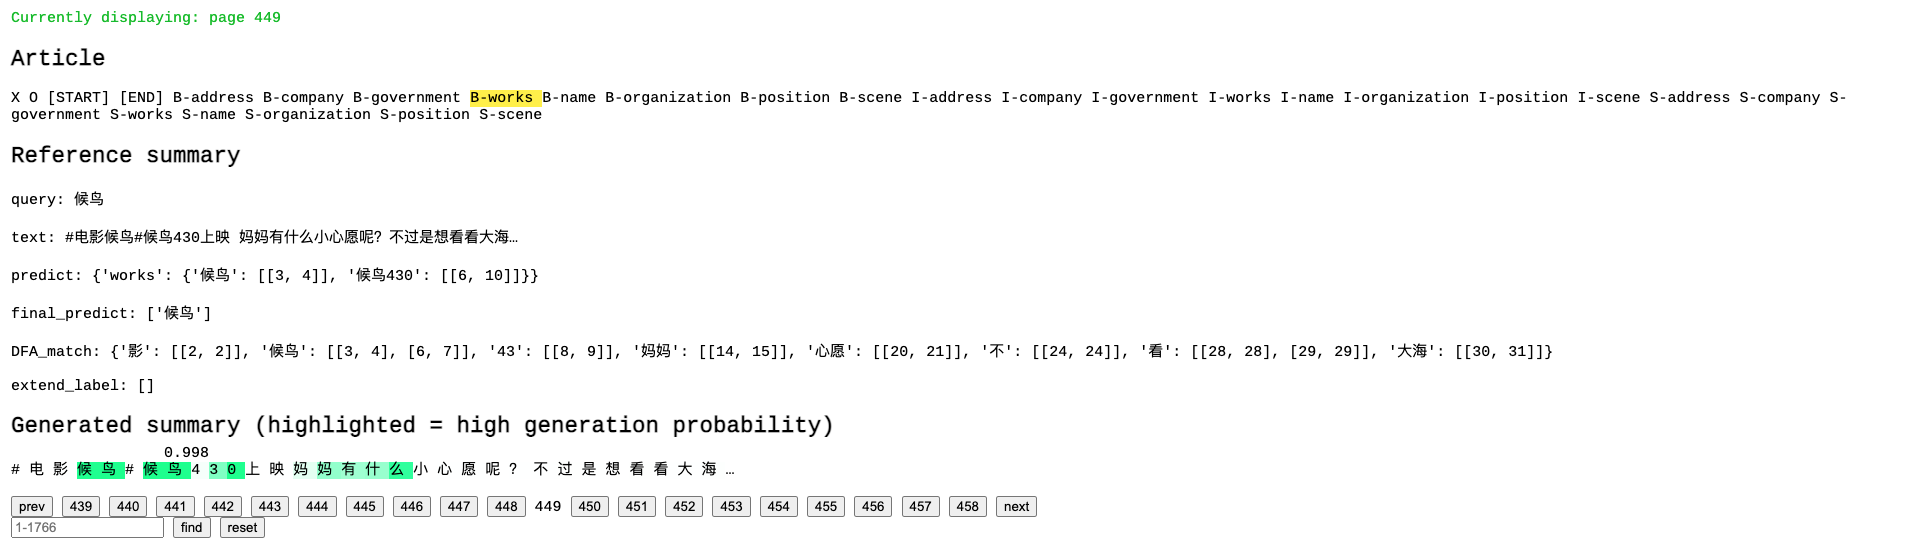 Currently displaying: page 449
Article
X O [START] [END] B-address B-company B-government B-works B-name B-organization B-position B-scene I-address I-company I-government I-works I-name I-organization I-position I-scene S-address S-company S-
government S-works S-name S-organization S-position S-scene
Reference summary
query: 候鸟
text: #电影候鸟#候鸟430上映 妈妈有什么小心愿呢？不过是想看看大海…
predict: {'works': {'候鸟': [[3, 4]], '候鸟430': [[6, 10]]}}
final_predict: ['候鸟']
DFA_match: {'影': [[2, 2]], '候鸟': [[3, 4], [6, 7]], '43': [[8, 9]], '妈妈': [[14, 15]], '心愿': [[20, 21]], '不': [[24, 24]], '看': [[28, 28], [29, 29]], '大海': [[30, 31]]}
extend_label: []
Generated summary (highlighted = high generation probability)
0.998
# 电 影 候 鸟 # 候 鸟 4 3 0 上 映 妈 妈 有 什 么 小 心 愿 呢 ？ 不 过 是 想 看 看 大 海 …
prev 439 440 441 442 443 444 445 446 447 448 449 450 451 452 453 454 455 456 457 458 next
1-1766 find reset